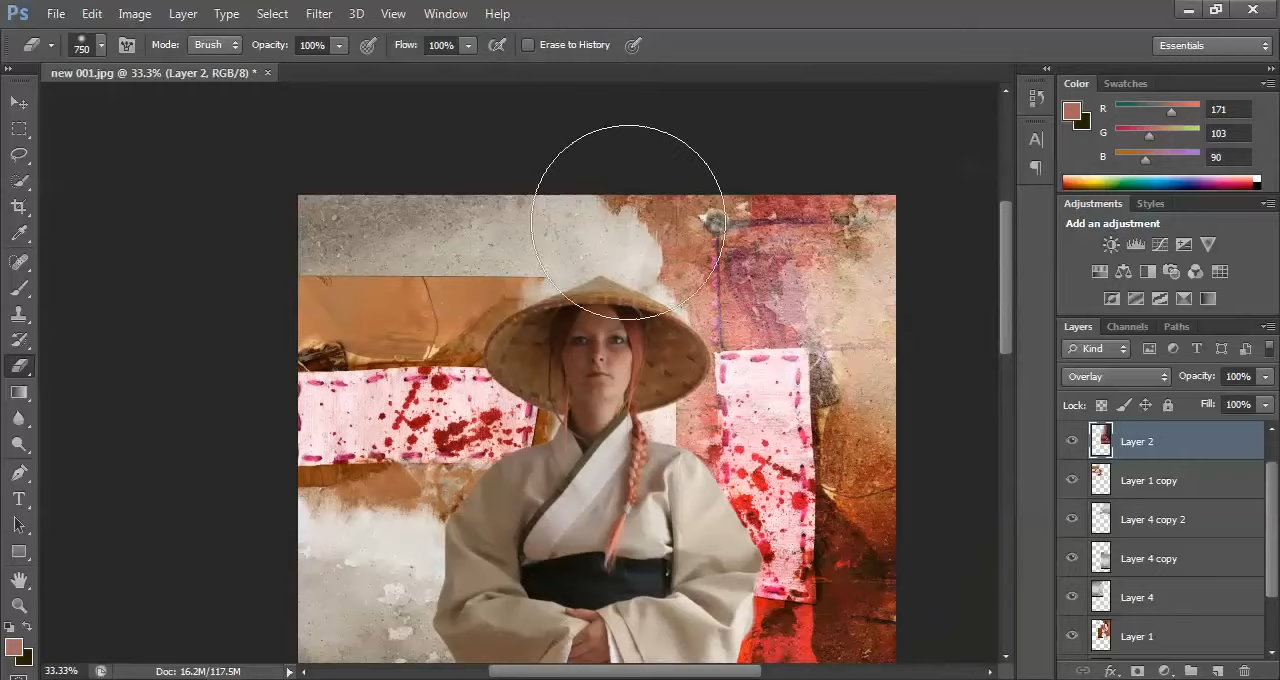 Ps File Edit Image Layer Type Select Filter 3D View Window Help
750 Mode: Brush Opacity: 100% Flow: 100% Erase to History Essentials
new 001.jpg @ 33.3% (Layer 2, RGB/8) * ×
Color Swatches
R 171
G 103
B 90
Adjustments Styles
Add an adjustment
Layers Channels Paths
Kind
Overlay Opacity: 100%
Lock: Fill: 100%
Layer 2
Layer 1 copy
Layer 4 copy 2
Layer 4 copy
Layer 4
Layer 1
33.33% Doc: 16.2M/117.5M